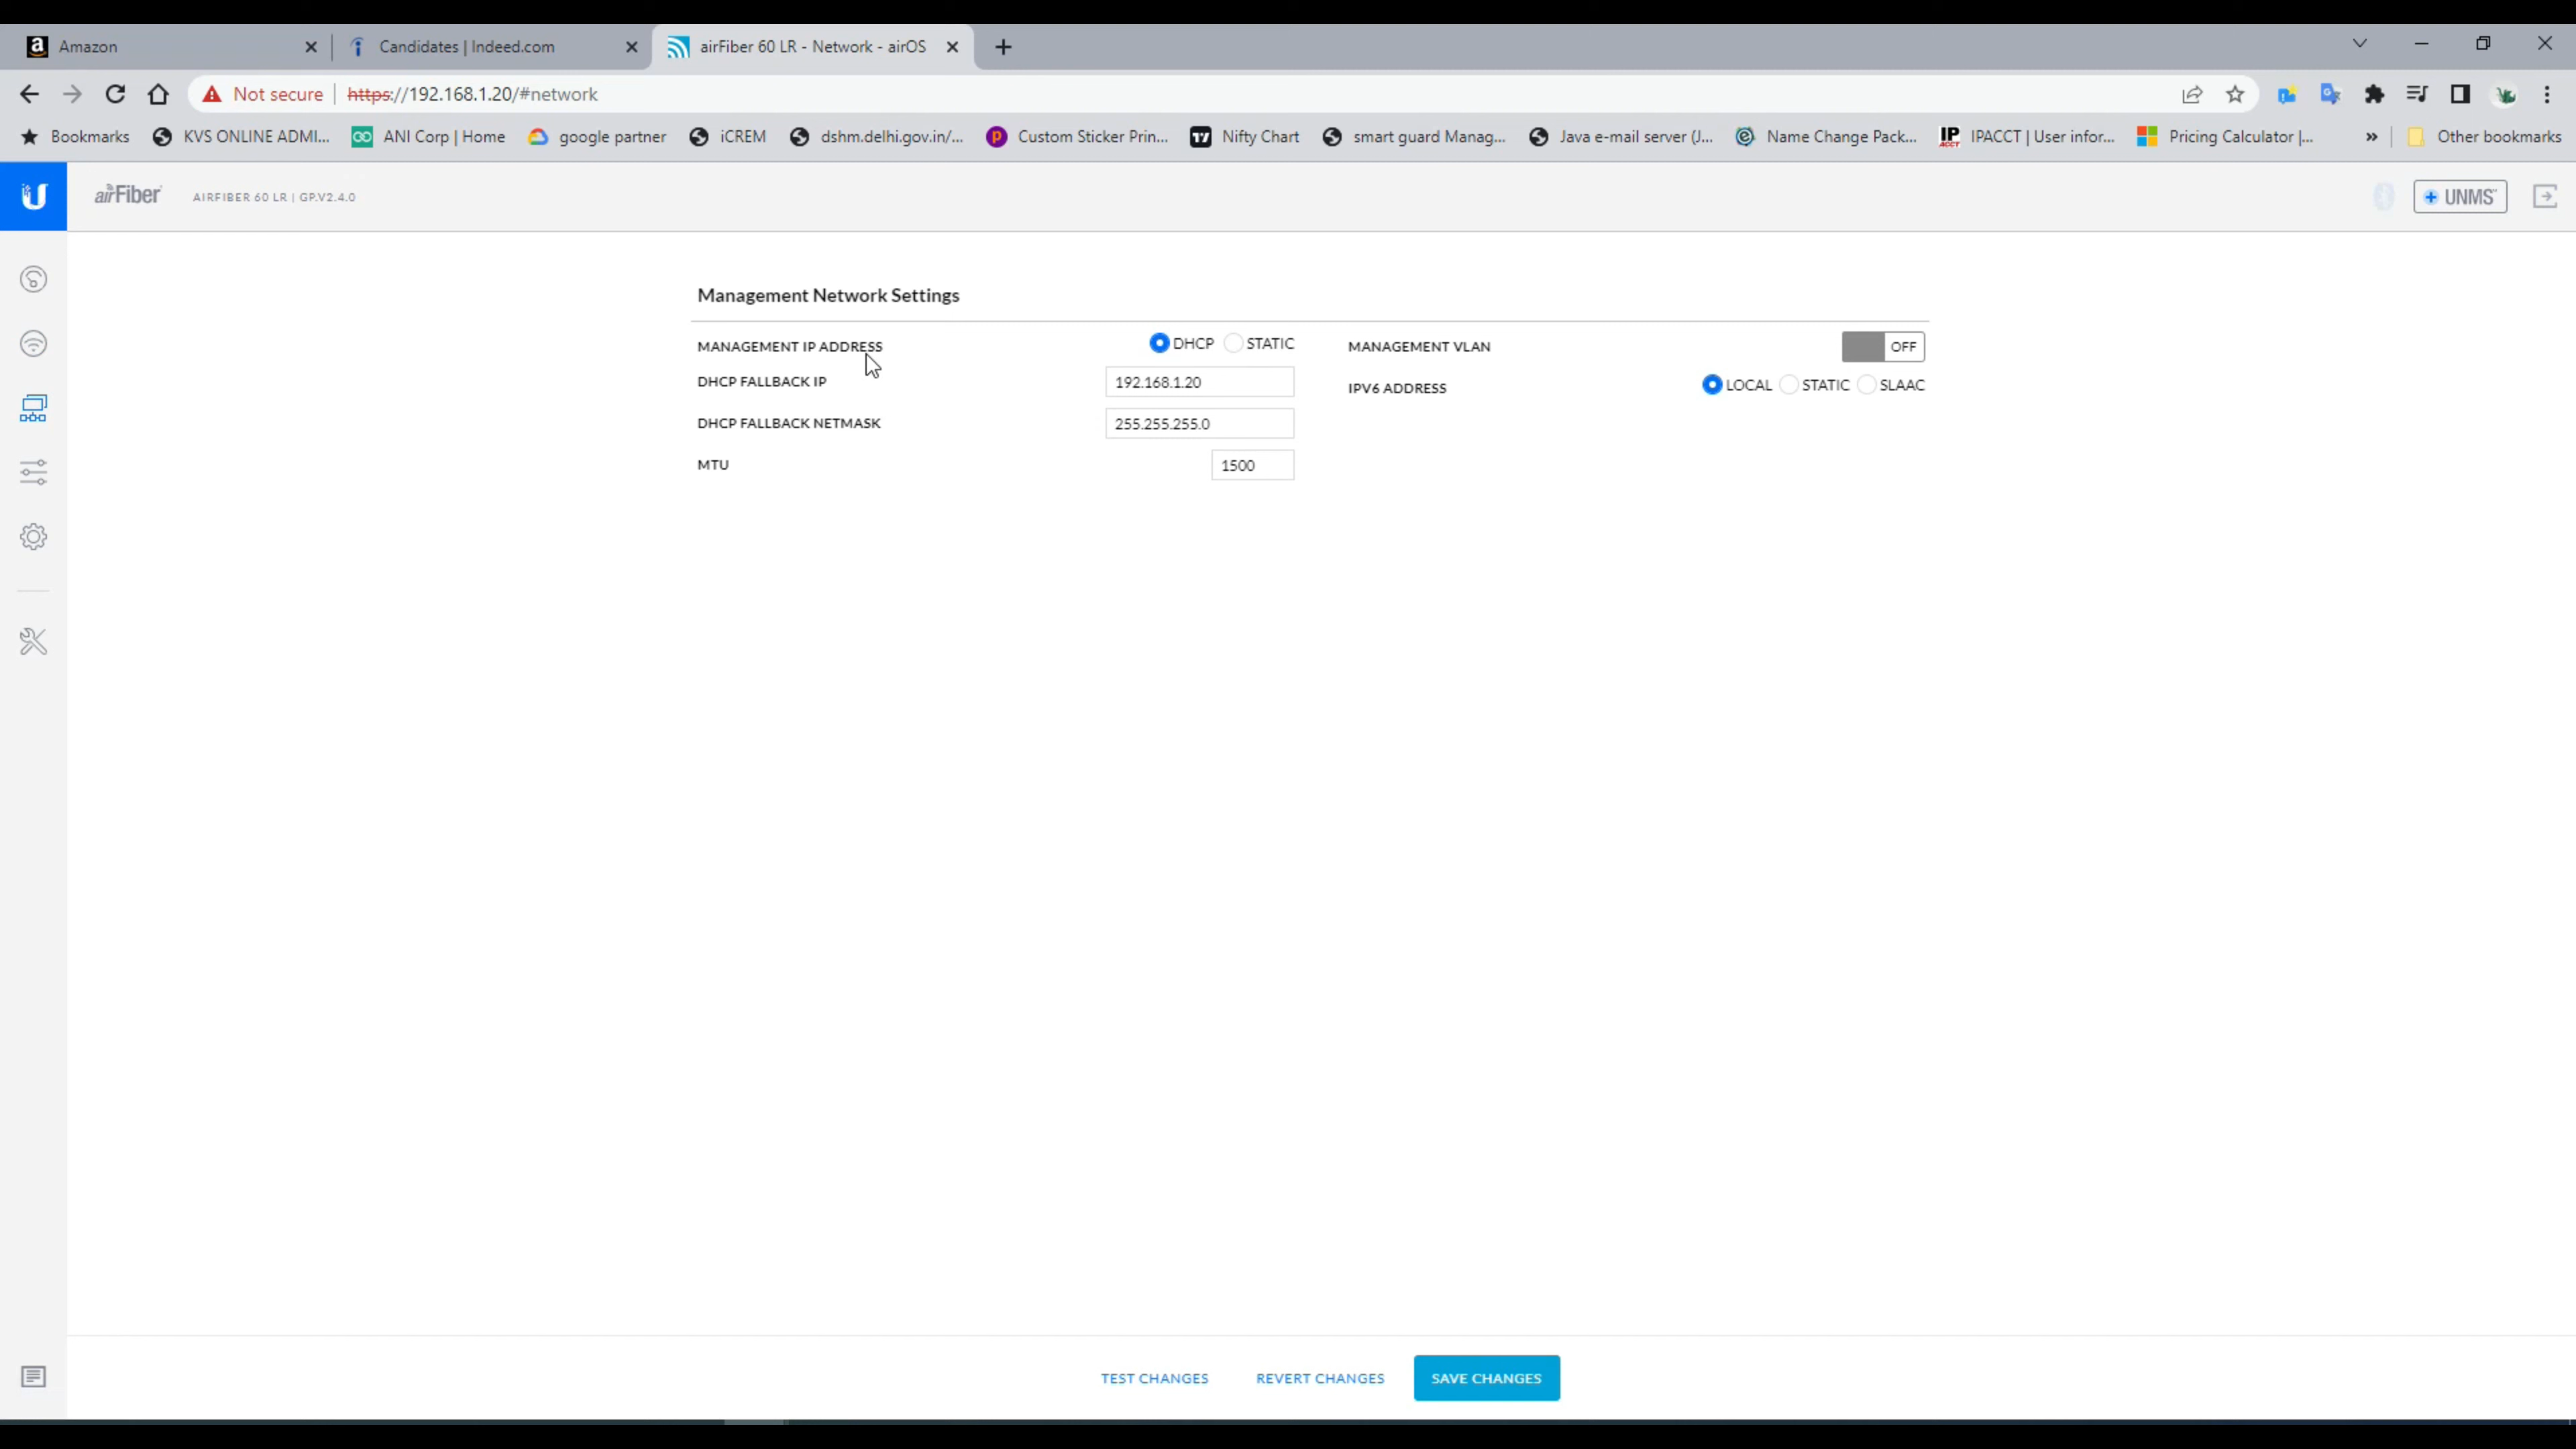 Amazon
Candidates | Indeed.com
airFiber 60 LR - Network - airOS
Not secure https://192.168.1.20/#network
Bookmarks KVS ONLINE ADMI... ANI Corp | Home google partner iCREM dshm.delhi.gov.in/... Custom Sticker Prin... Nifty Chart smart guard Manag... Java e-mail server (J... Name Change Pack... IPACCT | User infor... Pricing Calculator |... » Other bookmarks
airFiber AIRFIBER 60 LR | GP.V2.4.0 UNMS
Management Network Settings
MANAGEMENT IP ADDRESS DHCP STATIC
DHCP FALLBACK IP 192.168.1.20
DHCP FALLBACK NETMASK 255.255.255.0
MTU 1500
MANAGEMENT VLAN OFF
IPV6 ADDRESS LOCAL STATIC SLAAC
TEST CHANGES REVERT CHANGES SAVE CHANGES